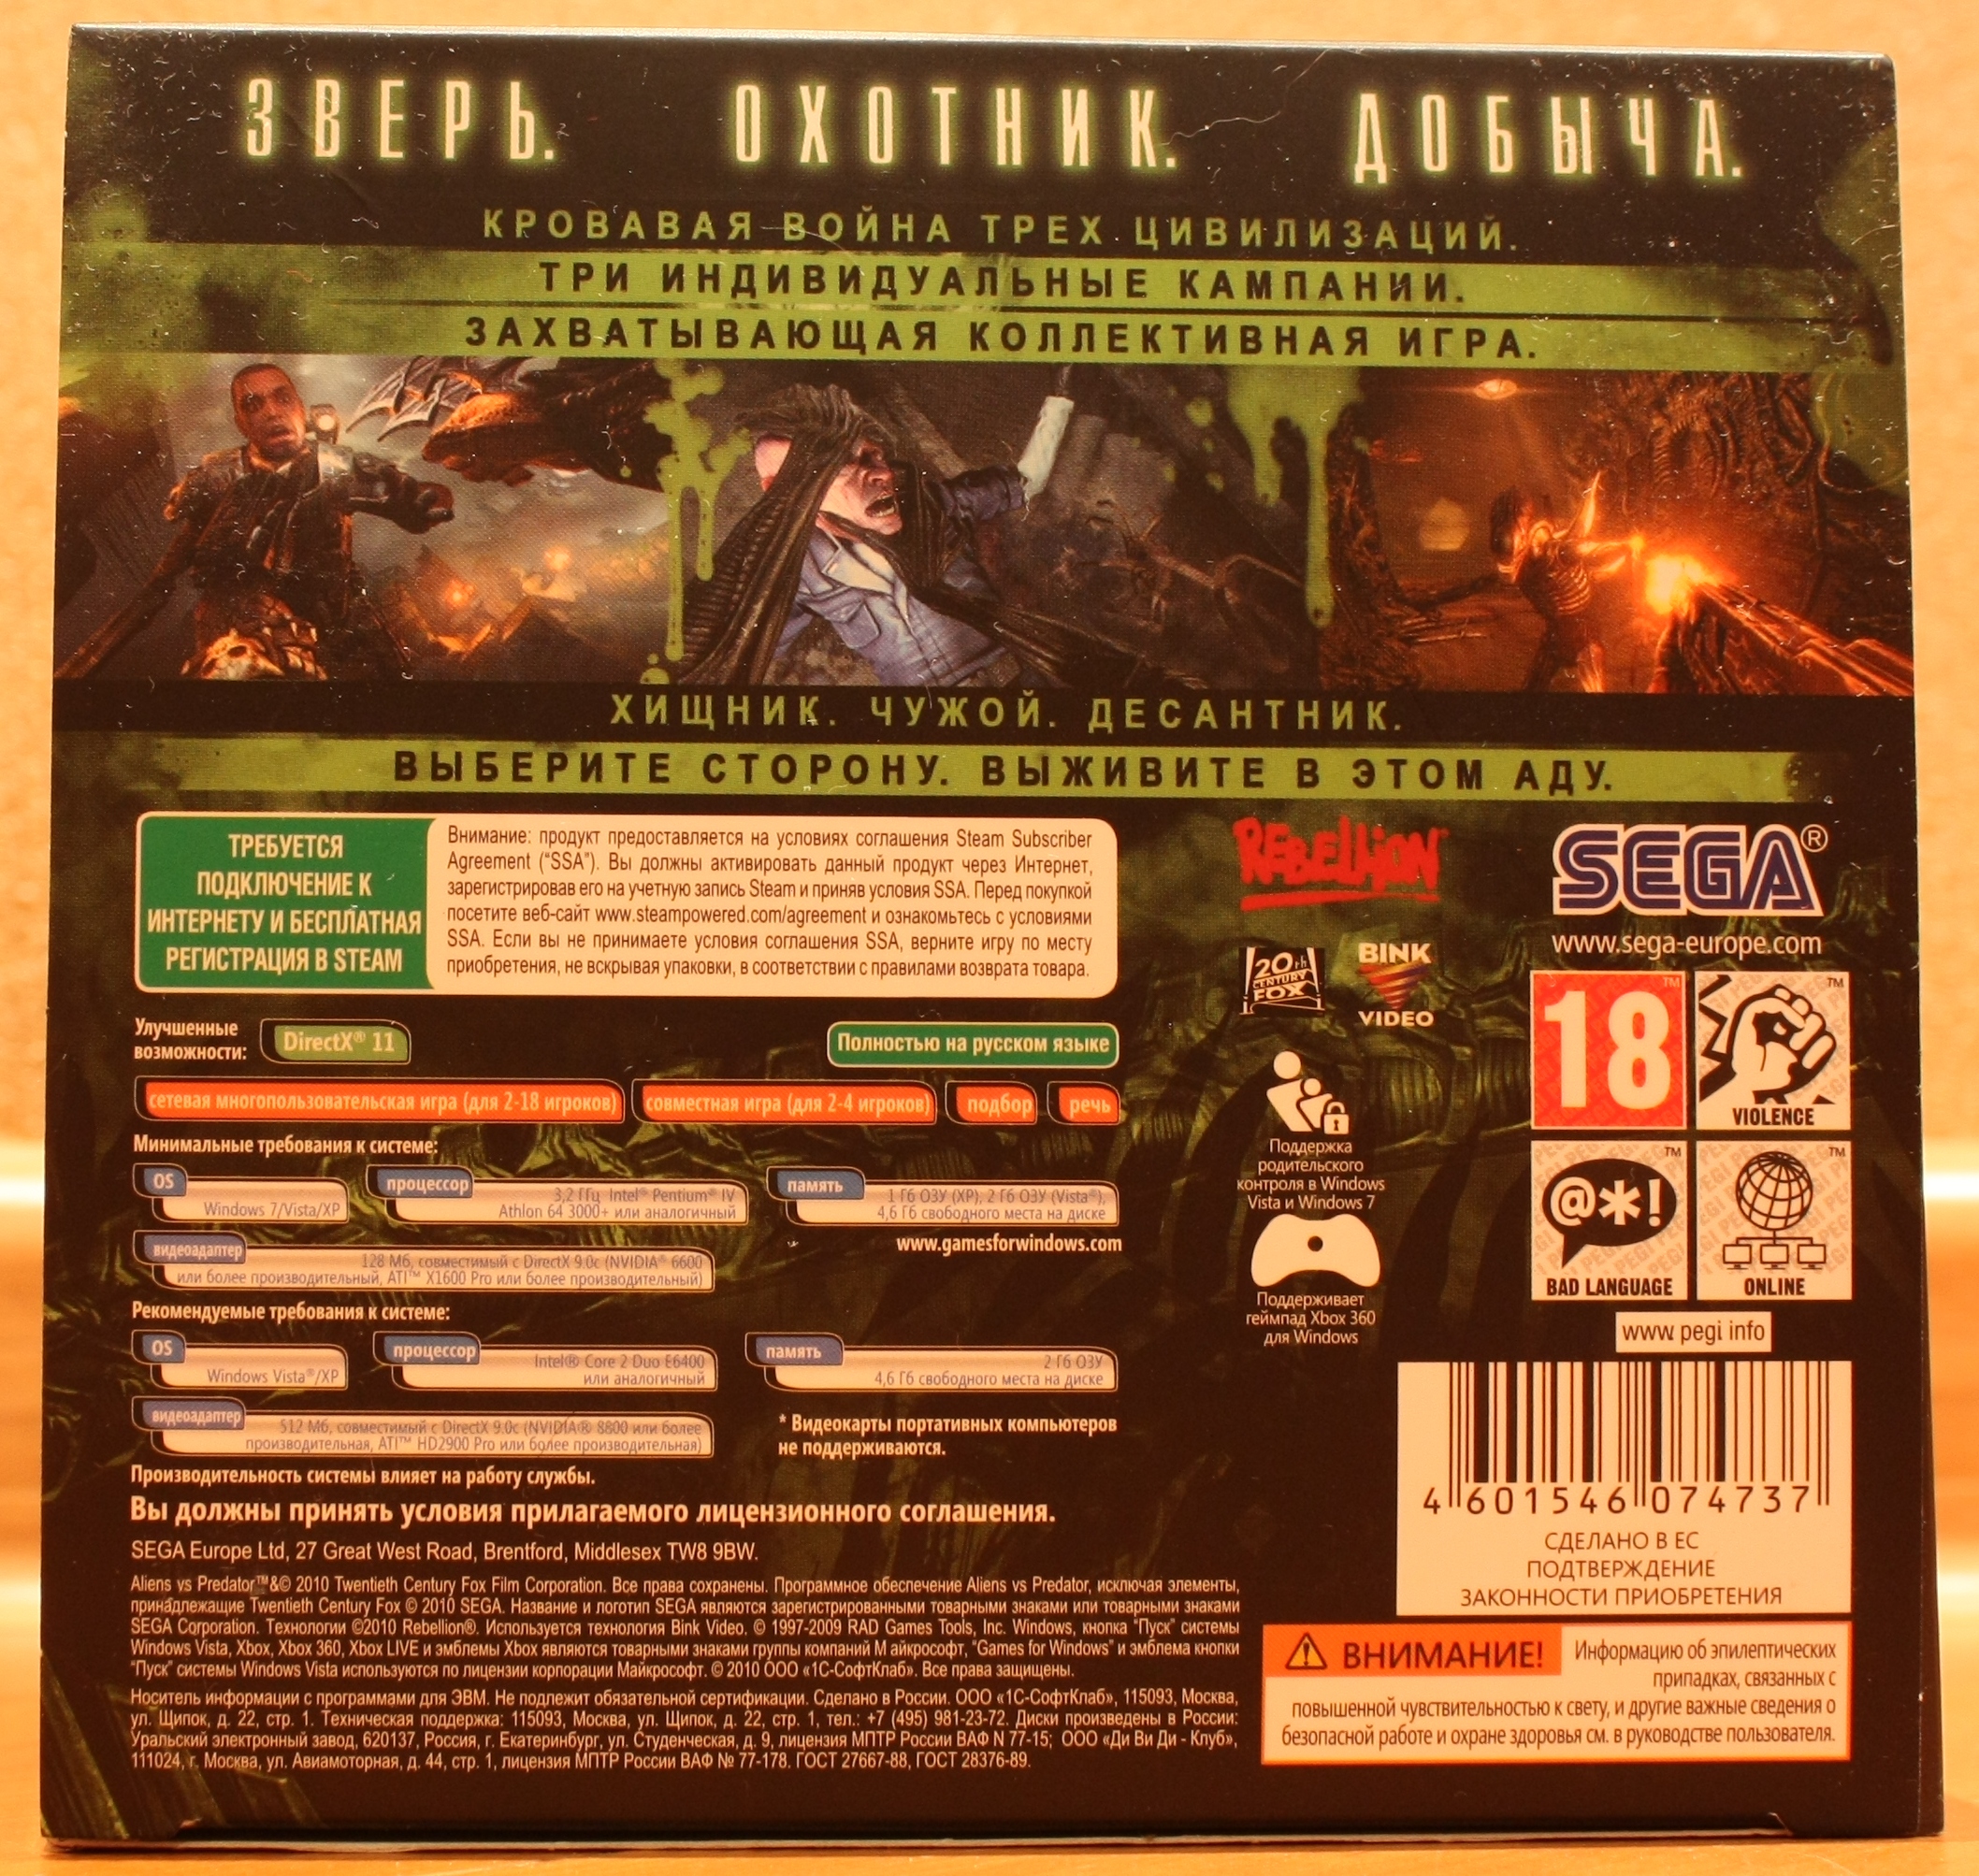 ЗВЕРЬ. ОХОТНИК. ДОБЫЧА.
КРОВАВАЯ ВОЙНА ТРЕХ ЦИВИЛИЗАЦИЙ.
ТРИ ИНДИВИДУАЛЬНЫЕ КАМПАНИИ.
ЗАХВАТЫВАЮЩАЯ КОЛЛЕКТИВНАЯ ИГРА.
ХИЩНИК. ЧУЖОЙ. ДЕСАНТНИК.
ВЫБЕРИТЕ СТОРОНУ. ВЫЖИВИТЕ В ЭТОМ АДУ.
ТРЕБУЕТСЯ
ПОДКЛЮЧЕНИЕ К
ИНТЕРНЕТУ И БЕСПЛАТНАЯ
РЕГИСТРАЦИЯ В STEAM
Внимание: продукт предоставляется на условиях соглашения Steam Subscriber
Agreement ("SSA"). Вы должны активировать данный продукт через Интернет,
зарегистрировав его на учетную запись Steam и приняв условия SSA. Перед покупкой
посетите веб-сайт www.steampowered.com/agreement и ознакомьтесь с условиями
SSA. Если вы не принимаете условия соглашения SSA, верните игру по месту
приобретения, не вскрывая упаковки, в соответствии с правилами возврата товара.
REBELLION
SEGA®
www.sega-europe.com
20th
CENTURY
FOX
BINK
VIDEO
Улучшенные
возможности:
DirectX® 11
Полностью на русском языке
сетевая многопользовательская игра (для 2-18 игроков)
совместная игра (для 2-4 игроков)
подбор
речь
Минимальные требования к системе:
OS
Windows 7/Vista/XP
процессор
3,2 ГГц Intel® Pentium® IV
Athlon 64 3000+ или аналогичный
память
1 Гб ОЗУ (XP), 2 Гб ОЗУ (Vista®),
4,6 Гб свободного места на диске
видеоадаптер
128 Мб, совместимый с DirectX 9.0c (NVIDIA® 6600
или более производительный, ATI™ X1600 Pro или более производительный)
www.gamesforwindows.com
Рекомендуемые требования к системе:
OS
Windows Vista®/XP
процессор
Intel® Core 2 Duo E6400
или аналогичный
память
2 Гб ОЗУ
4,6 Гб свободного места на диске
видеоадаптер
512 Мб, совместимый с DirectX 9.0c (NVIDIA® 8800 или более
производительная, ATI™ HD2900 Pro или более производительная)
* Видеокарты портативных компьютеров
не поддерживаются.
Производительность системы влияет на работу службы.
Вы должны принять условия прилагаемого лицензионного соглашения.
Поддержка
родительского
контроля в Windows
Vista и Windows 7
Поддерживает
геймпад Xbox 360
для Windows
18™
VIOLENCE
BAD LANGUAGE
@*!
ONLINE
www.pegi.info
4 601546 074737
СДЕЛАНО В ЕС
ПОДТВЕРЖДЕНИЕ
ЗАКОННОСТИ ПРИОБРЕТЕНИЯ
SEGA Europe Ltd, 27 Great West Road, Brentford, Middlesex TW8 9BW.
Aliens vs Predator™&© 2010 Twentieth Century Fox Film Corporation. Все права сохранены. Программное обеспечение Aliens vs Predator, исключая элементы,
принадлежащие Twentieth Century Fox © 2010 SEGA. Название и логотип SEGA являются зарегистрированными товарными знаками или товарными знаками
SEGA Corporation. Технологии ©2010 Rebellion®. Используется технология Bink Video. © 1997-2009 RAD Games Tools, Inc. Windows, кнопка "Пуск" системы
Windows Vista, Xbox, Xbox 360, Xbox LIVE и эмблемы Xbox являются товарными знаками группы компаний М айкрософт, "Games for Windows" и эмблема кнопки
"Пуск" системы Windows Vista используются по лицензии корпорации Майкрософт. © 2010 ООО «1С-СофтКлаб». Все права защищены.
Носитель информации с программами для ЭВМ. Не подлежит обязательной сертификации. Сделано в России. ООО «1С-СофтКлаб», 115093, Москва,
ул. Щипок, д. 22, стр. 1. Техническая поддержка: 115093, Москва, ул. Щипок, д. 22, стр. 1, тел.: +7 (495) 981-23-72. Диски произведены в России:
Уральский электронный завод, 620137, Россия, г. Екатеринбург, ул. Студенческая, д. 9, лицензия МПТР России ВАФ N 77-15; ООО «Ди Ви Ди - Клуб»,
111024, г. Москва, ул. Авиамоторная, д. 44, стр. 1, лицензия МПТР России ВАФ № 77-178. ГОСТ 27667-88, ГОСТ 28376-89.
ВНИМАНИЕ!
Информацию об эпилептических
припадках, связанных с
повышенной чувствительностью к свету, и другие важные сведения о
безопасной работе и охране здоровья см. в руководстве пользователя.